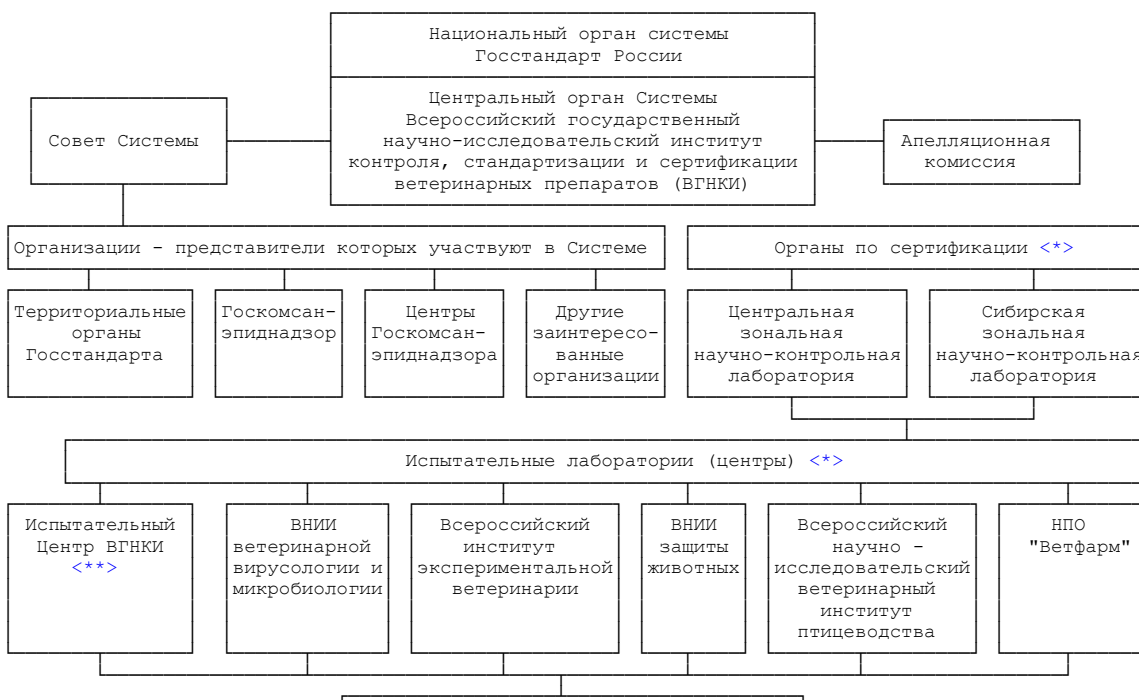 Национальный орган системы
Госстандарт России
Центральный орган Системы
Всероссийский государственный
научно-исследовательский институт
контроля, стандартизации и сертификации
ветеринарных препаратов (ВГНКИ)
Совет Системы
Апелляционная
комиссия
Организации - представители которых участвуют в Системе
Органы по сертификации <*>
Территориальные
органы
Госстандарта
Госкомсан-
эпиднадзор
Центры
Госкомсан-
эпиднадзора
Другие
заинтересо-
ванные
организации
Центральная
зональная
научно-контрольная
лаборатория
Сибирская
зональная
научно-контрольная
лаборатория
Испытательные лаборатории (центры) <*>
Испытательный
Центр ВГНКИ
<**>
ВНИИ
ветеринарной
вирусологии и
микробиологии
Всероссийский
институт
экспериментальной
ветеринарии
ВНИИ
защиты
животных
Всероссийский
научно -
исследовательский
ветеринарный
институт
птицеводства
НПО
"Ветфарм"